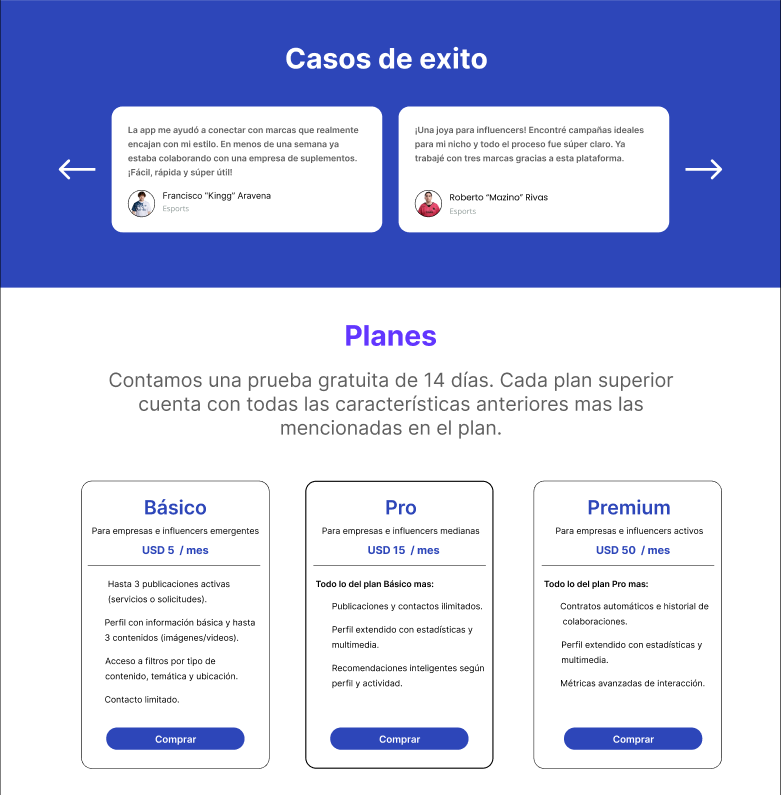 Casos de exito
La app me ayudó a conectar con marcas que realmente
encajan con mi estilo. En menos de una semana ya
estaba colaborando con una empresa de suplementos.
¡Fácil, rápida y súper útil!
Francisco "Kingg" Aravena
Esports
¡Una joya para influencers! Encontré campañas ideales
para mi nicho y todo el proceso fue súper claro. Ya
trabajé con tres marcas gracias a esta plataforma.
Roberto “Mazino” Rivas
Esports
Planes
Contamos una prueba gratuita de 14 días. Cada plan superior
cuenta con todas las características anteriores mas las
mencionadas en el plan.
Básico
Para empresas e influencers emergentes
USD 5 / mes
Hasta 3 publicaciones activas
(servicios o solicitudes).
Perfil con información básica y hasta
3 contenidos (imágenes/videos).
Acceso a filtros por tipo de
contenido, temática y ubicación.
Contacto limitado.
Comprar
Pro
Para empresas e influencers medianas
USD 15 / mes
Todo lo del plan Básico mas:
Publicaciones y contactos ilimitados.
Perfil extendido con estadísticas y
multimedia.
Recomendaciones inteligentes según
perfil y actividad.
Comprar
Premium
Para empresas e influencers activos
USD 50 / mes
Todo lo del plan Pro mas:
Contratos automáticos e historial de
colaboraciones.
Perfil extendido con estadísticas y
multimedia.
Métricas avanzadas de interacción.
Comprar